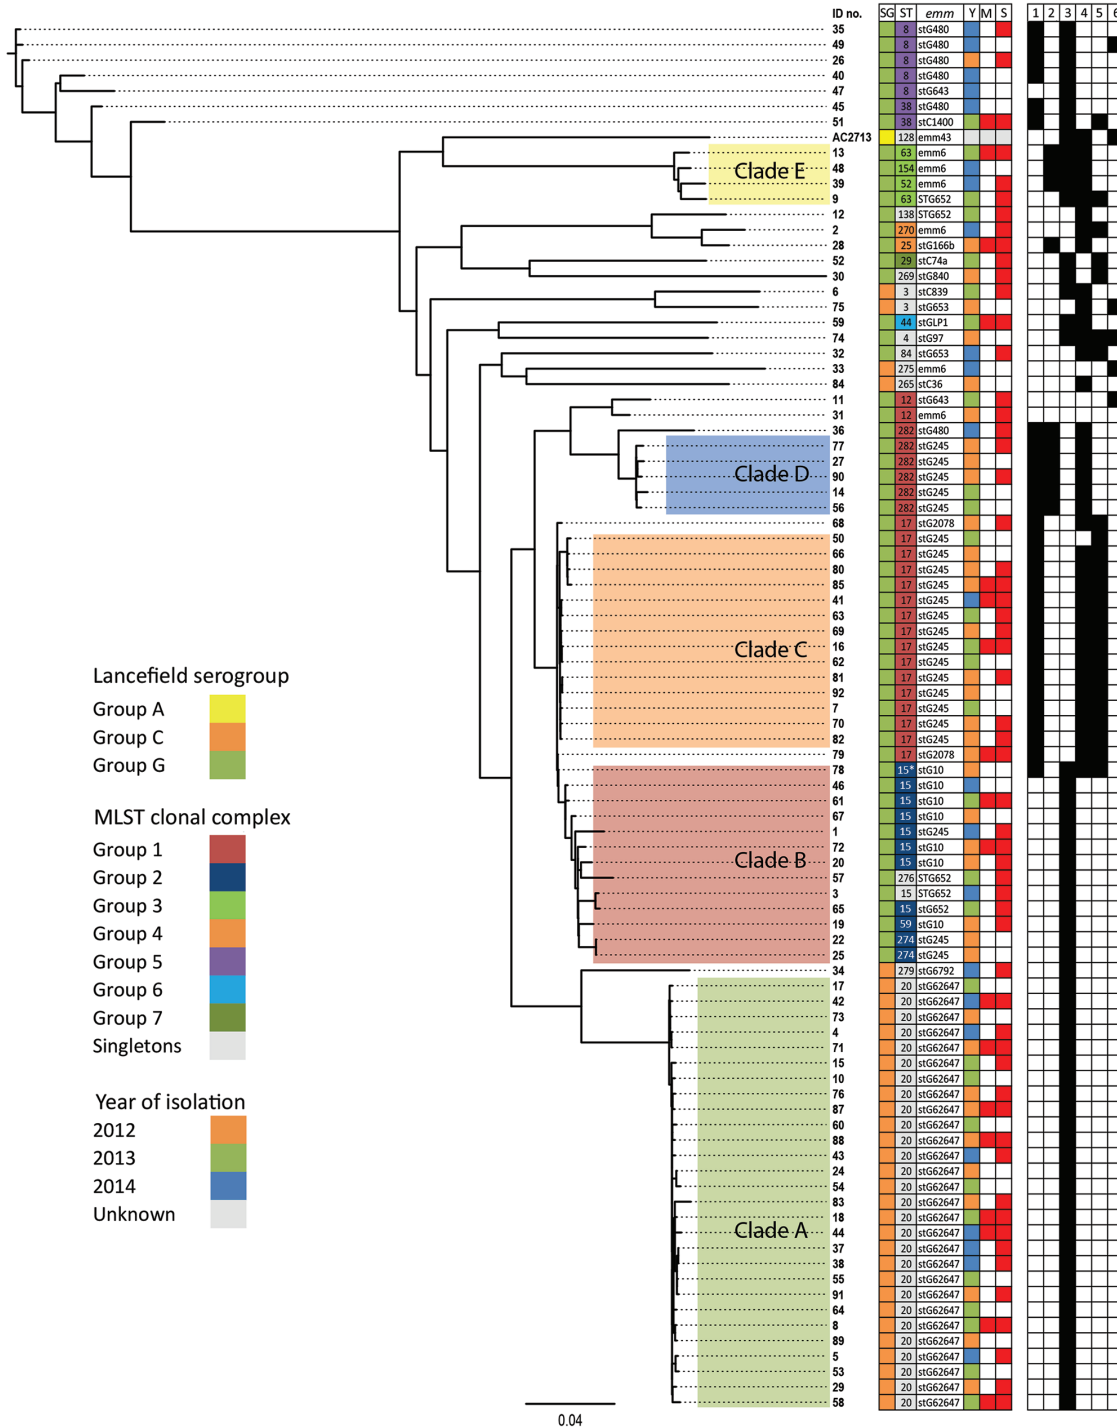 ID no. SG ST emm Y M S 1 2 3 4 5 6
35 8 stG480
49 8 stG480
26 8 stG480
40 8 stG480
47 8 stG643
45 38 stG480
51 38 stC1400
AC2713 128 emm43
13 63 emm6
Clade E
48 154 emm6
39 52 emm6
9 63 STG652
12 138 STG652
2 270 emm6
28 25 stG166b
52 29 stC74a
30 269 stG840
6 3 stC839
75 3 stG653
59 44 stGLP1
74 4 stG97
32 84 stG653
33 275 emm6
84 265 stC36
11 12 stG643
31 12 emm6
36 282 stG480
77 282 stG245
27 282 stG245
Clade D
90 282 stG245
14 282 stG245
56 282 stG245
68 17 stG2078
50 17 stG245
66 17 stG245
80 17 stG245
85 17 stG245
41 17 stG245
63 17 stG245
69 17 stG245
Clade C
16 17 stG245
62 17 stG245
81 17 stG245
92 17 stG245
7 17 stG245
70 17 stG245
82 17 stG245
79 17 stG2078
78 15* stG10
46 15 stG10
61 15 stG10
67 15 stG10
1 15 stG245
72 15 stG10
Clade B
20 15 stG10
57 276 STG652
3 15 STG652
65 15 stG652
19 59 stG10
22 274 stG245
25 274 stG245
34 279 stG6792
17 20 stG62647
42 20 stG62647
73 20 stG62647
4 20 stG62647
71 20 stG62647
15 20 stG62647
10 20 stG62647
76 20 stG62647
87 20 stG62647
60 20 stG62647
88 20 stG62647
43 20 stG62647
24 20 stG62647
54 20 stG62647
83 20 stG62647
18 20 stG62647
Clade A
44 20 stG62647
37 20 stG62647
38 20 stG62647
55 20 stG62647
91 20 stG62647
64 20 stG62647
8 20 stG62647
89 20 stG62647
5 20 stG62647
53 20 stG62647
29 20 stG62647
58 20 stG62647
Lancefield serogroup
Group A
Group C
Group G
MLST clonal complex
Group 1
Group 2
Group 3
Group 4
Group 5
Group 6
Group 7
Singletons
Year of isolation
2012
2013
2014
Unknown
0.04